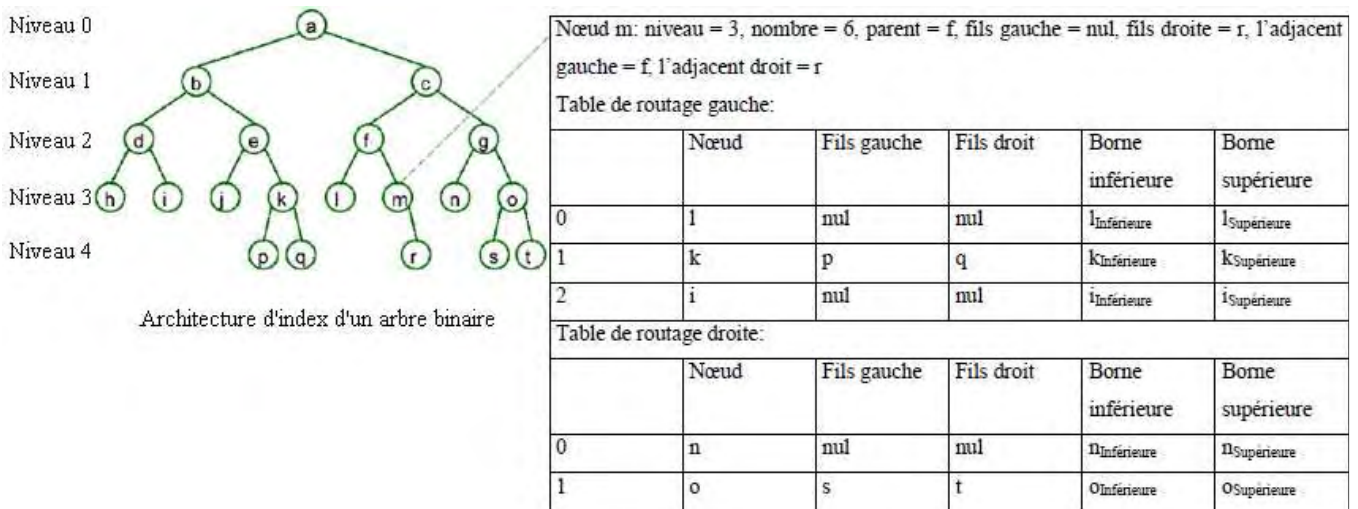 Niveau 0
a
Niveau 1
b
c
Niveau 2
d
e
f
g
Niveau 3
h
i
j
k
l
m
n
o
Niveau 4
p
q
r
s
t
Architecture d'index d'un arbre binaire
Nœud m: niveau = 3, nombre = 6, parent = f, fils gauche = nul, fils droite = r, l'adjacent
gauche = f, l'adjacent droit = r
Table de routage gauche:
Nœud Fils gauche Fils droit Borne inférieure Borne supérieure
0 l nul nul lInférieure lSupérieure
1 k p q kInférieure kSupérieure
2 i nul nul iInférieure iSupérieure
Table de routage droite:
Nœud Fils gauche Fils droit Borne inférieure Borne supérieure
0 n nul nul nInférieure nSupérieure
1 o s t oInférieure oSupérieure